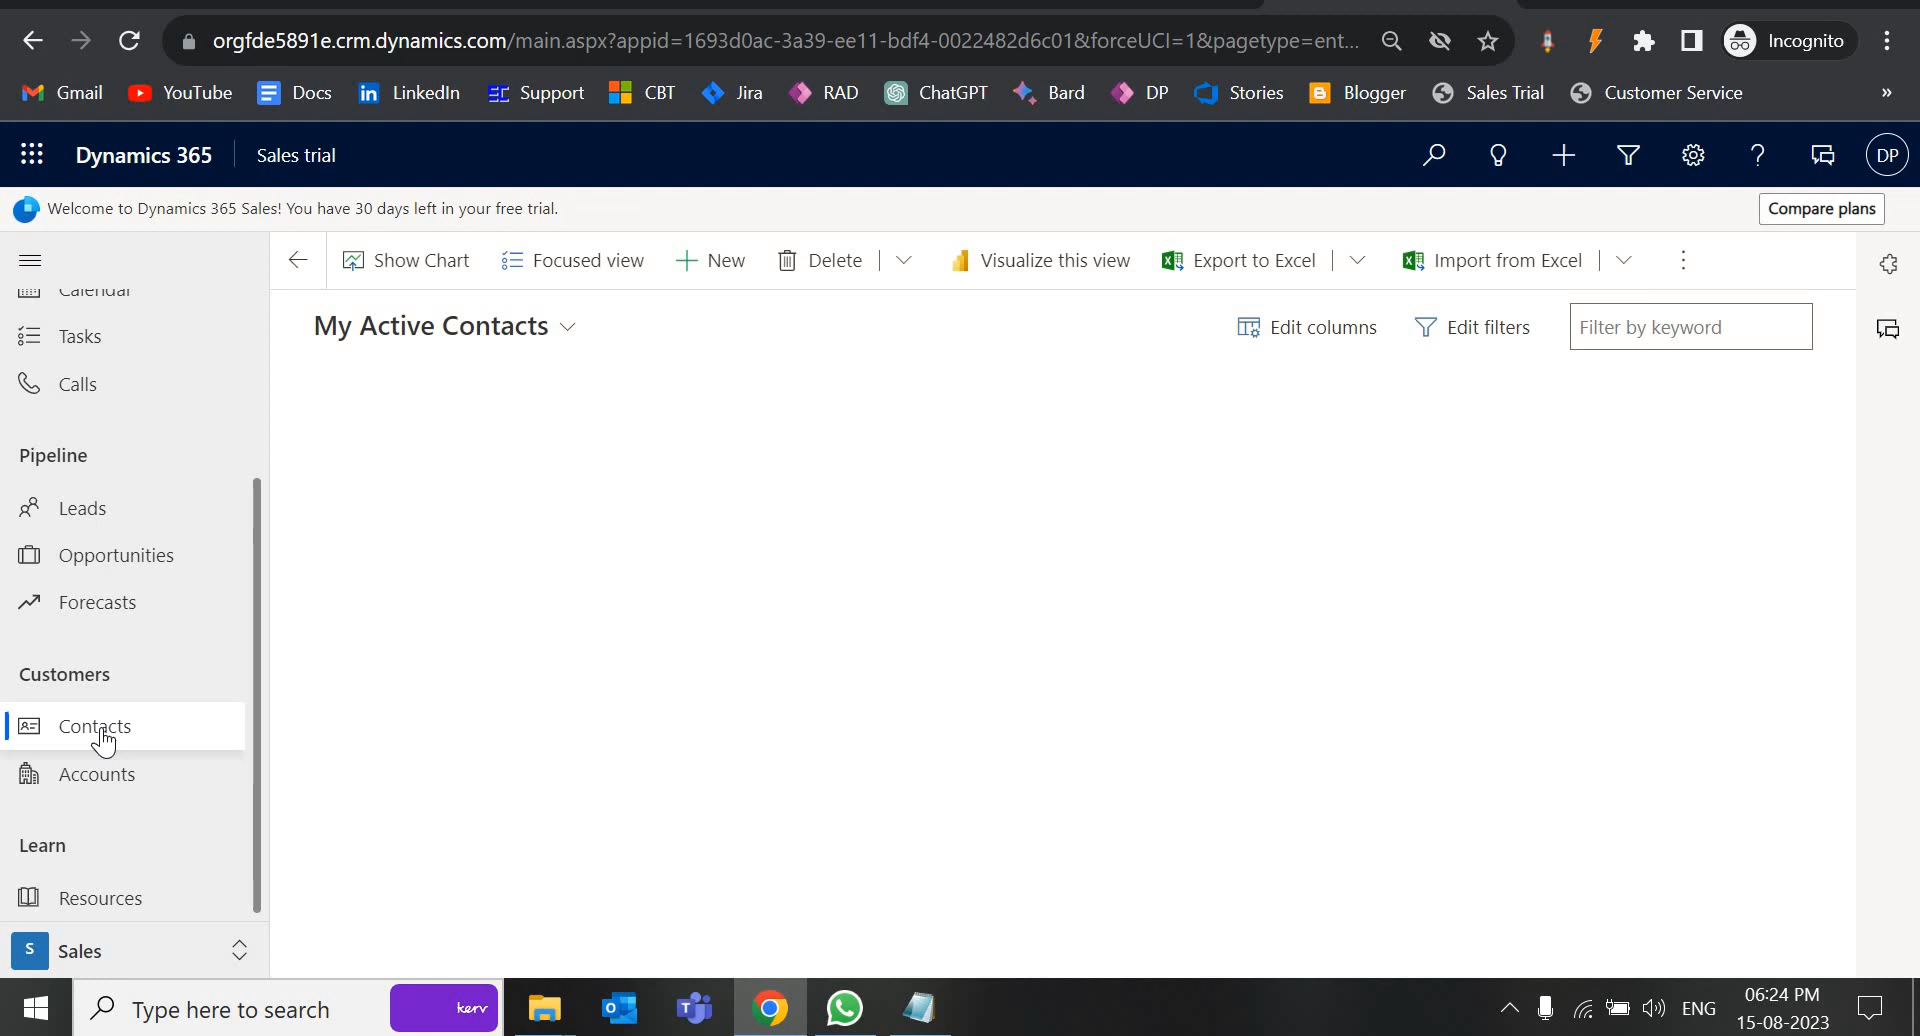 orgfde5891e.crm.dynamics.com/main.aspx?appid=1693d0ac-3a39-ee11-bdf4-0022482d6c01&forceUCI=1&pagetype=ent...
Incognito
Gmail
YouTube
Docs
LinkedIn
Support
CBT
Jira
RAD
ChatGPT
Bard
DP
Stories
Blogger
Sales Trial
Customer Service
»
Dynamics 365
Sales trial
DP
Welcome to Dynamics 365 Sales! You have 30 days left in your free trial.
Compare plans
Show Chart
Focused view
New
Delete
Visualize this view
Export to Excel
Import from Excel
Calendar
Tasks
Calls
Pipeline
Leads
Opportunities
Forecasts
Customers
Contacts
Accounts
Learn
Resources
S Sales
My Active Contacts
Edit columns
Edit filters
Filter by keyword
Type here to search
kerv
ENG
06:24 PM
15-08-2023